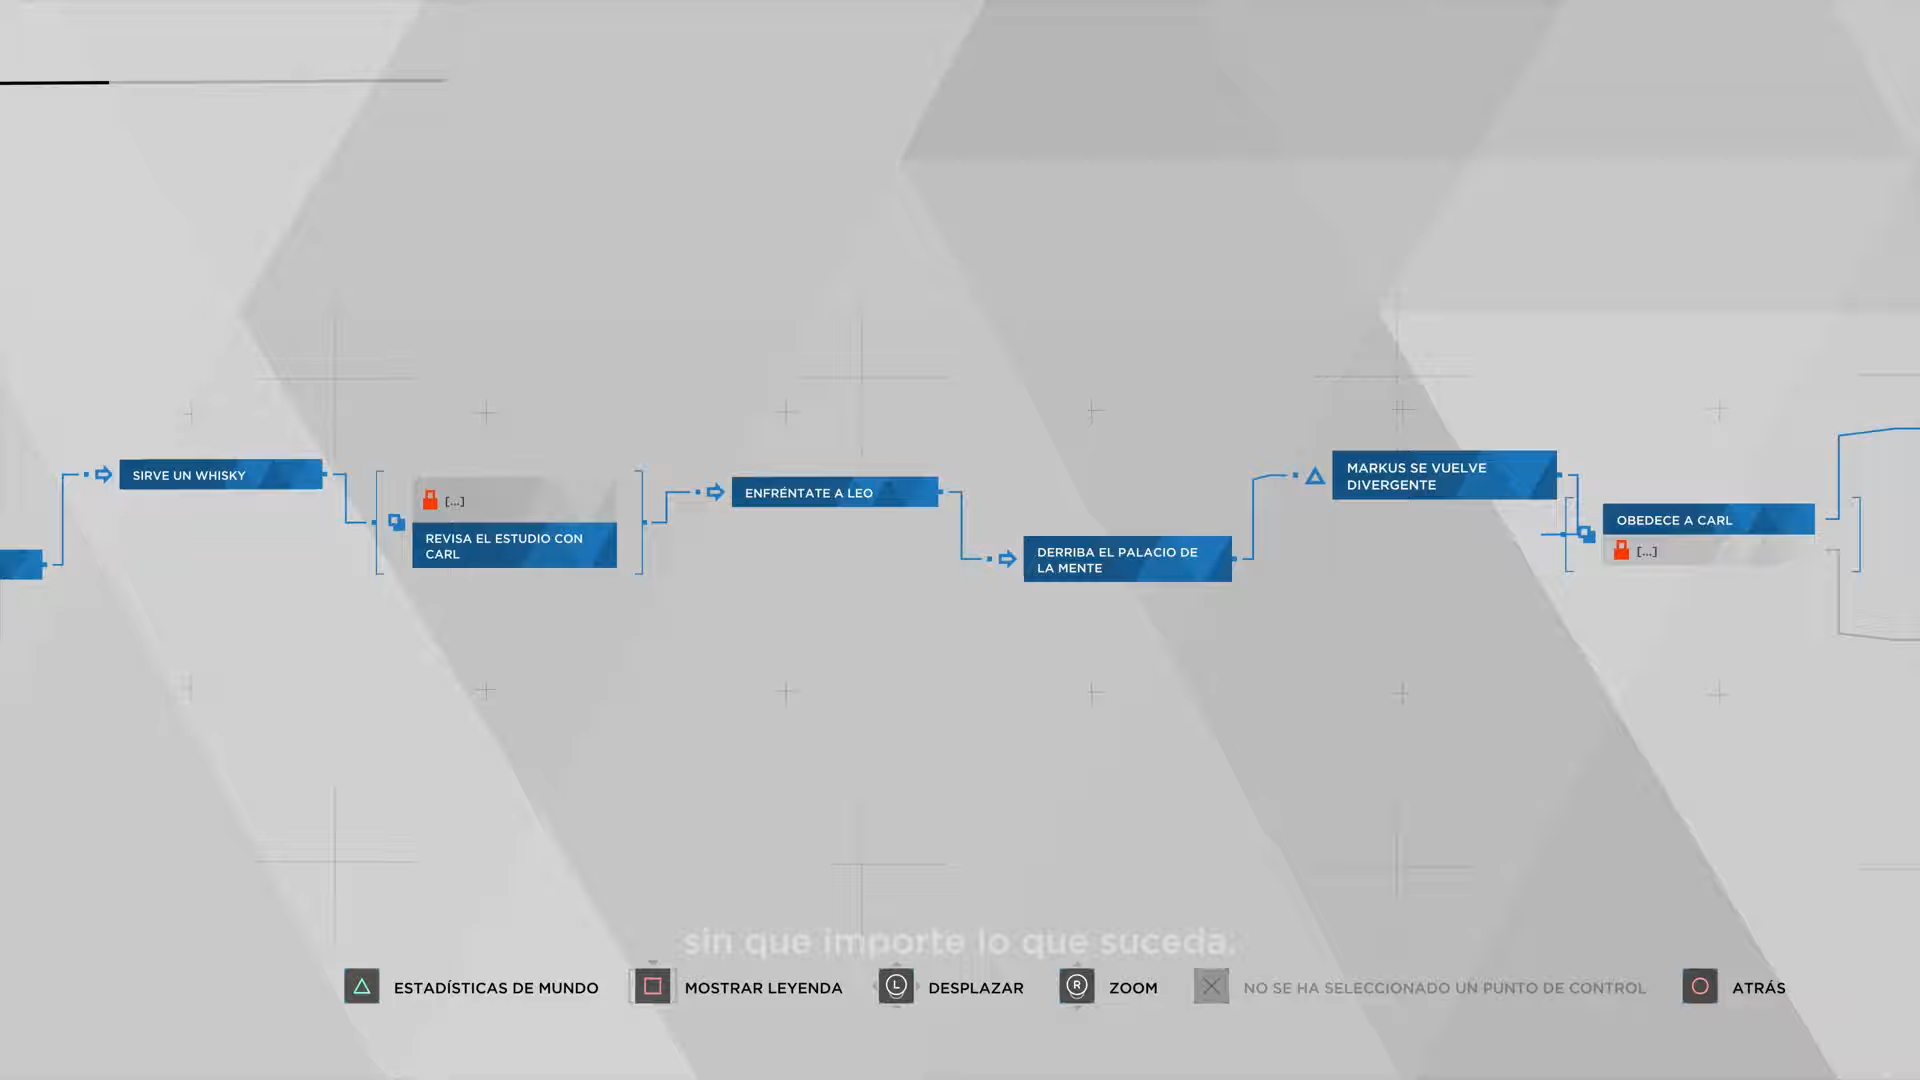 SIRVE UN WHISKY
[...]
REVISA EL ESTUDIO CON
CARL
ENFRÉNTATE A LEO
DERRIBA EL PALACIO DE
LA MENTE
MARKUS SE VUELVE
DIVERGENTE
OBEDECE A CARL
[...]
sin que importe lo que suceda.
ESTADÍSTICAS DE MUNDO
MOSTRAR LEYENDA
L
DESPLAZAR
R
ZOOM
NO SE HA SELECCIONADO UN PUNTO DE CONTROL
ATRÁS